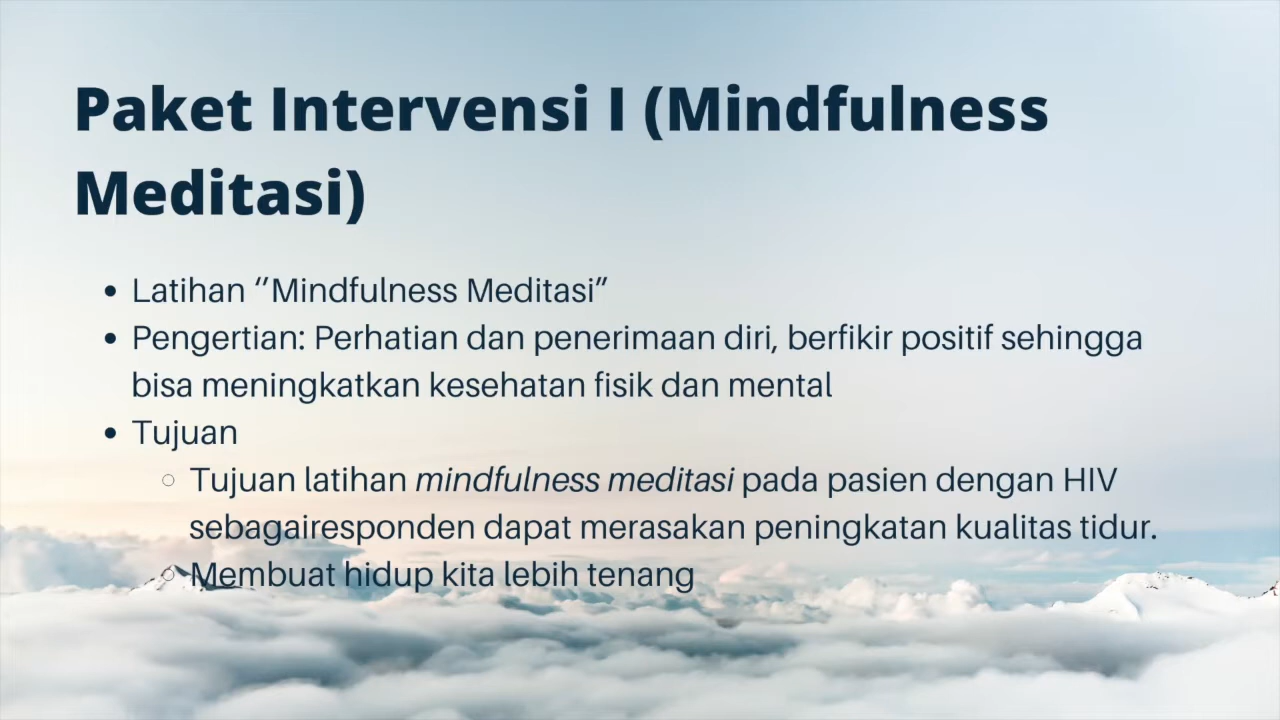 Paket Intervensi I (Mindfulness
Meditasi)
• Latihan “Mindfulness Meditasi”
• Pengertian: Perhatian dan penerimaan diri, berfikir positif sehingga
bisa meningkatkan kesehatan fisik dan mental
• Tujuan
○ Tujuan latihan mindfulness meditasi pada pasien dengan HIV
sebagairesponden dapat merasakan peningkatan kualitas tidur.
○ Membuat hidup kita lebih tenang